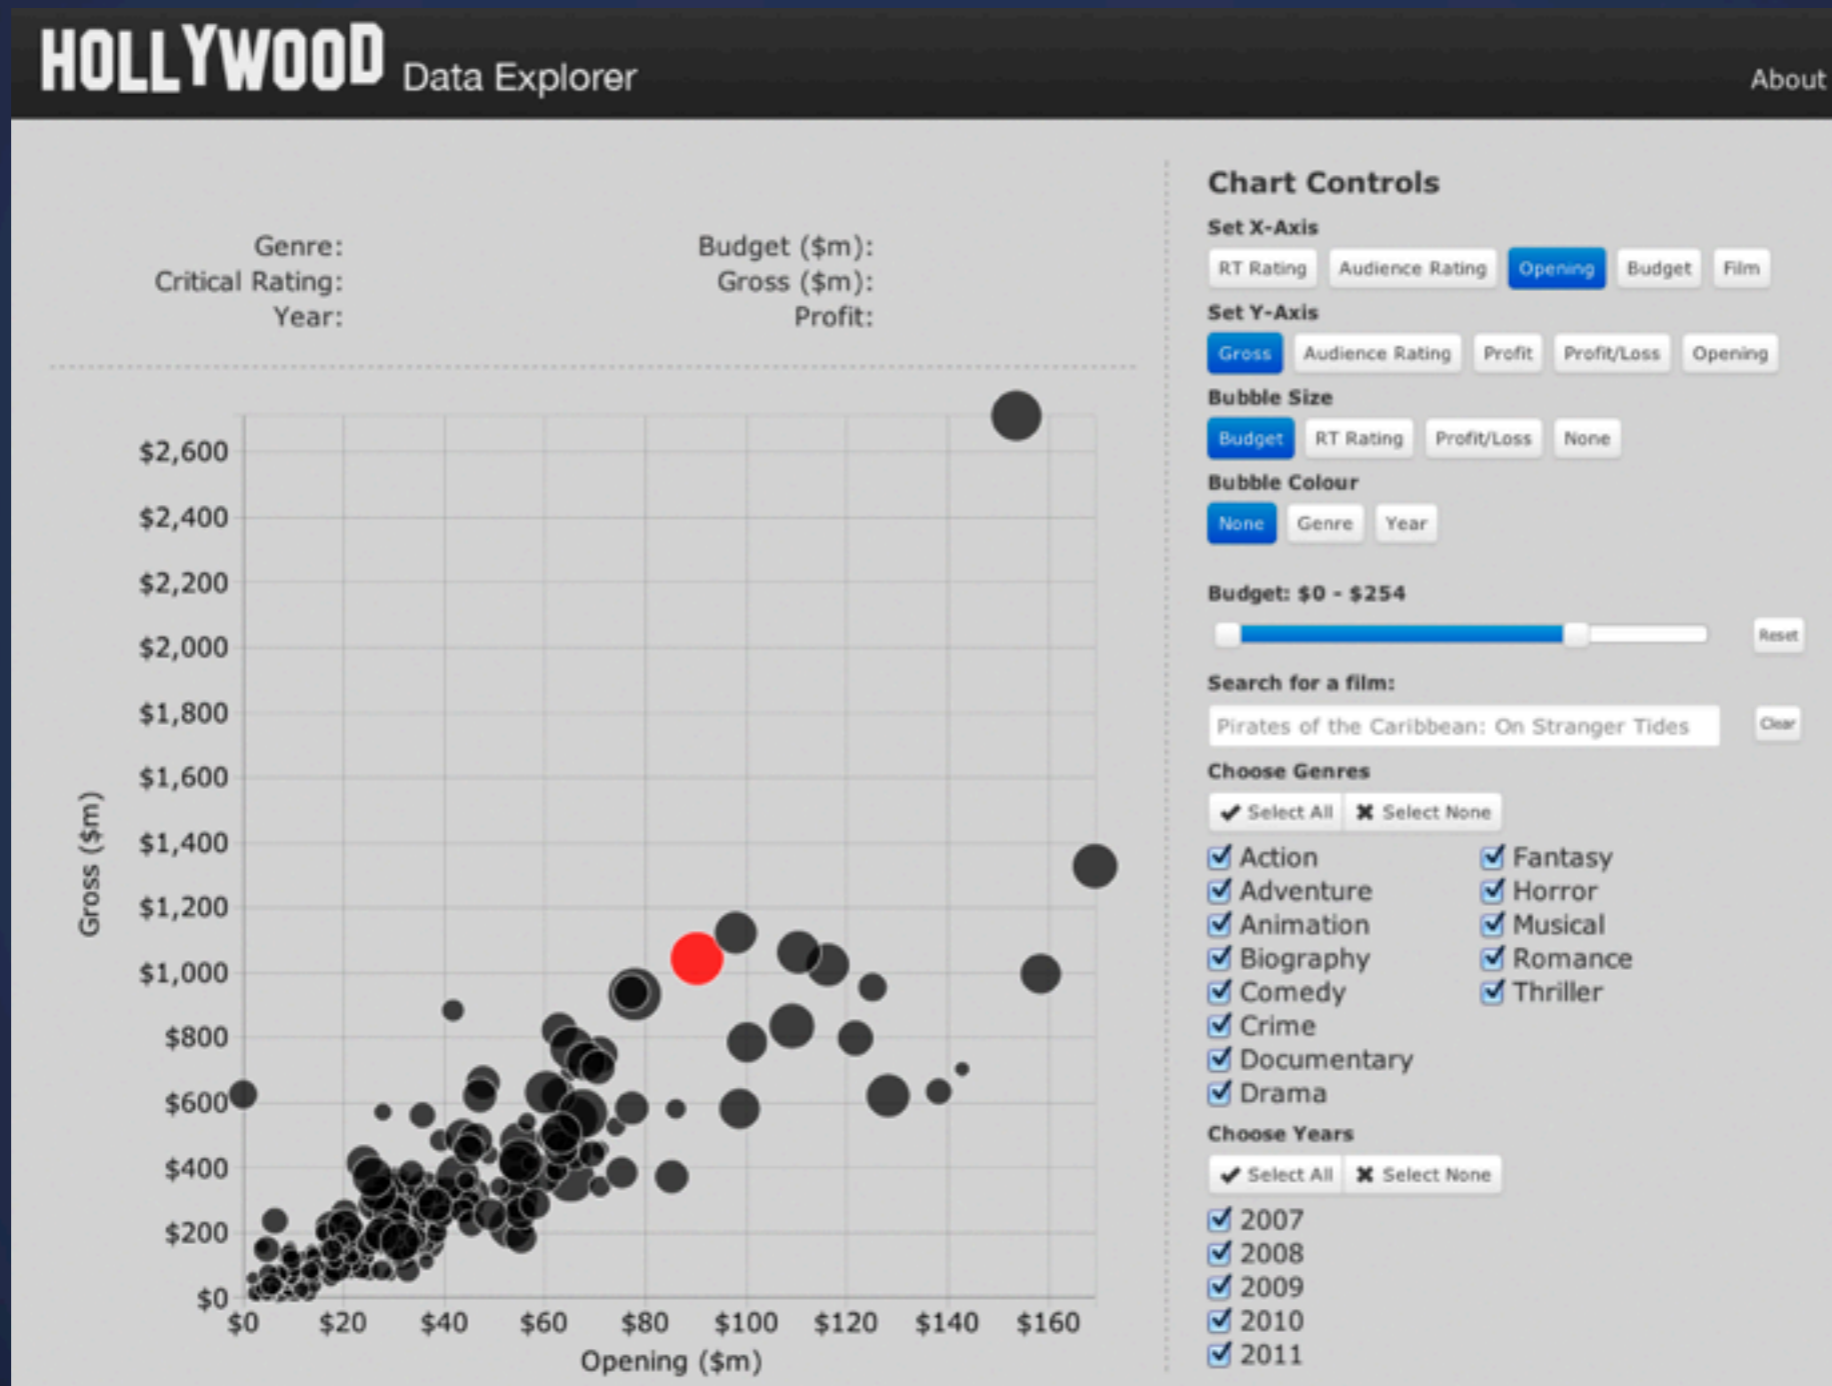 HOLLYWOOD Data Explorer
About
Genre:
Critical Rating:
Year:
Budget ($m):
Gross ($m):
Profit:
$2,600
$2,400
$2,200
$2,000
$1,800
$1,600
$1,400
$1,200
$1,000
$800
$600
$400
$200
$0
Gross ($m)
$0 $20 $40 $60 $80 $100 $120 $140 $160
Opening ($m)
Chart Controls
Set X-Axis
RT Rating Audience Rating Opening Budget Film
Set Y-Axis
Gross Audience Rating Profit Profit/Loss Opening
Bubble Size
Budget RT Rating Profit/Loss None
Bubble Colour
None Genre Year
Budget: $0 - $254
Reset
Search for a film:
Pirates of the Caribbean: On Stranger Tides Clear
Choose Genres
Select All Select None
Action Fantasy
Adventure Horror
Animation Musical
Biography Romance
Comedy Thriller
Crime
Documentary
Drama
Choose Years
Select All Select None
2007
2008
2009
2010
2011